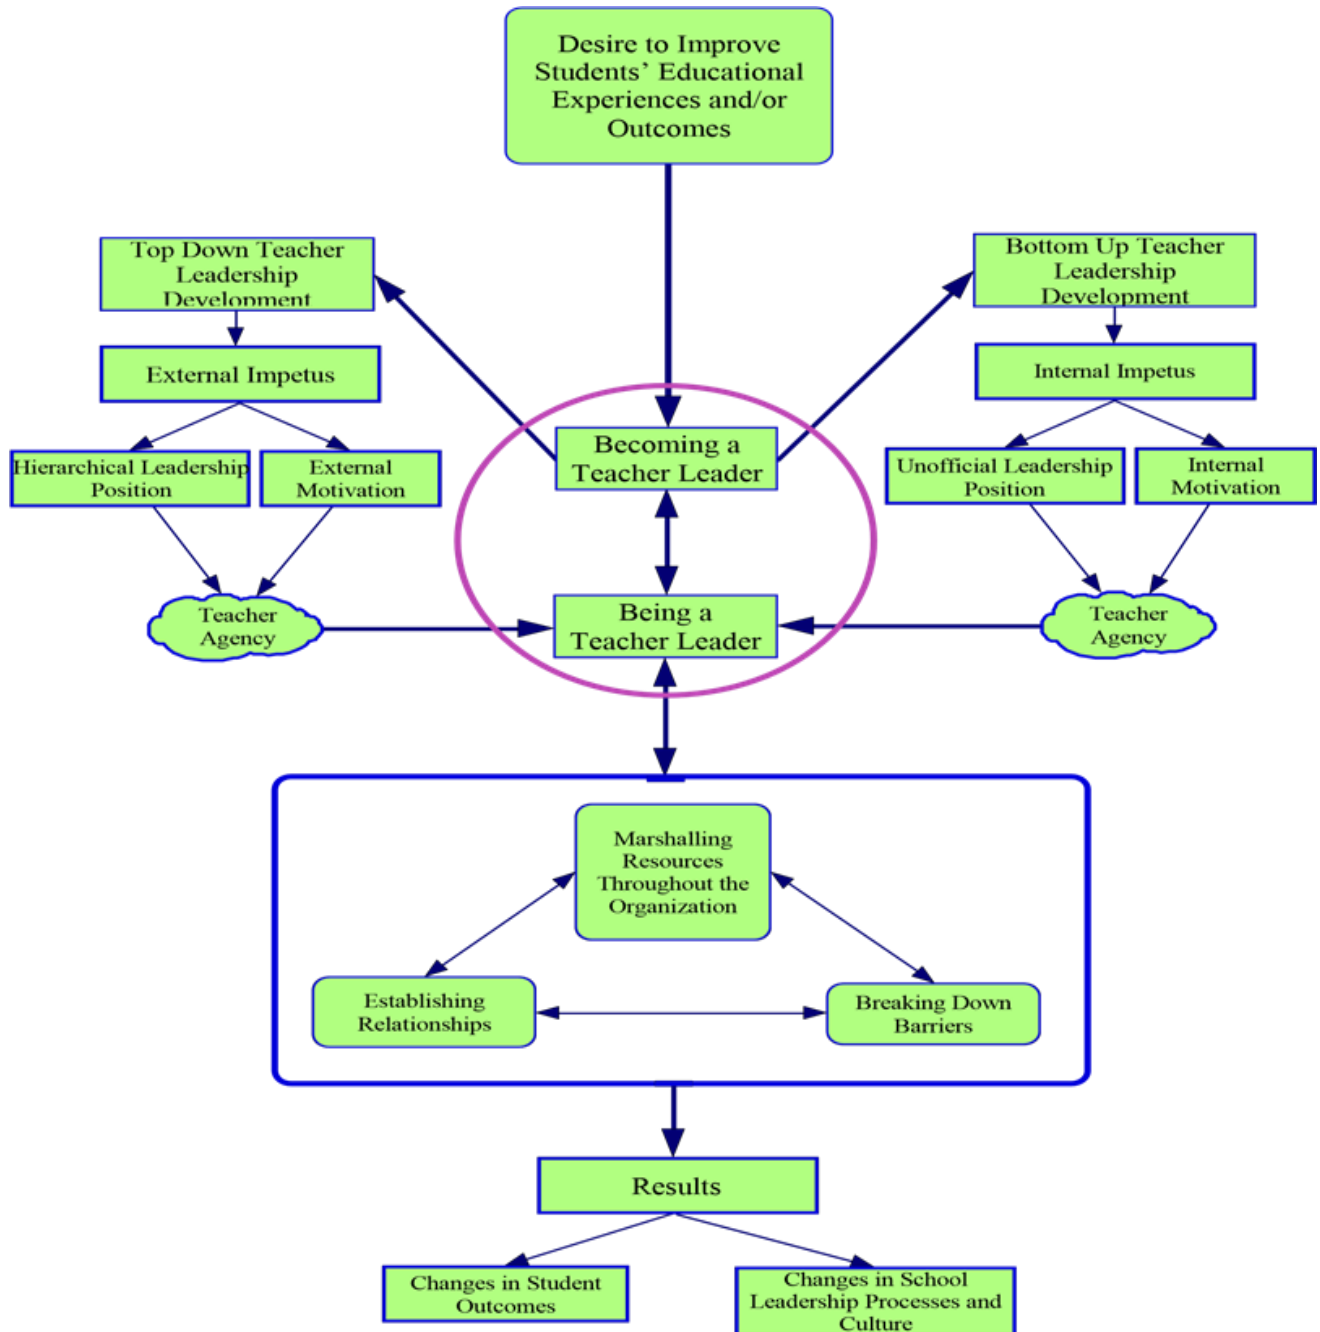 Desire to Improve
Students’ Educational
Experiences and/or
Outcomes
Top Down Teacher
Leadership
Development
Bottom Up Teacher
Leadership
Development
External Impetus
Internal Impetus
Becoming a
Teacher Leader
Hierarchical Leadership
Position
External
Motivation
Unofficial Leadership
Position
Internal
Motivation
Teacher
Agency
Being a
Teacher Leader
Teacher
Agency
Marshalling
Resources
Throughout the
Organization
Establishing
Relationships
Breaking Down
Barriers
Results
Changes in Student
Outcomes
Changes in School
Leadership Processes and
Culture